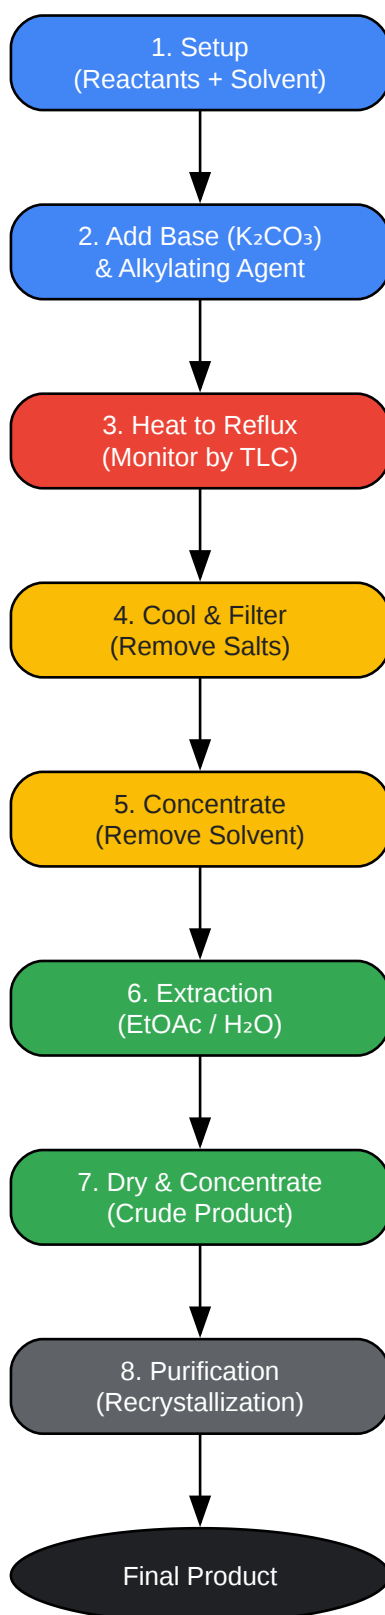 1. Setup
(Reactants + Solvent)
2. Add Base (K₂CO₃)
& Alkylating Agent
3. Heat to Reflux
(Monitor by TLC)
4. Cool & Filter
(Remove Salts)
5. Concentrate
(Remove Solvent)
6. Extraction
(EtOAc / H₂O)
7. Dry & Concentrate
(Crude Product)
8. Purification
(Recrystallization)
Final Product